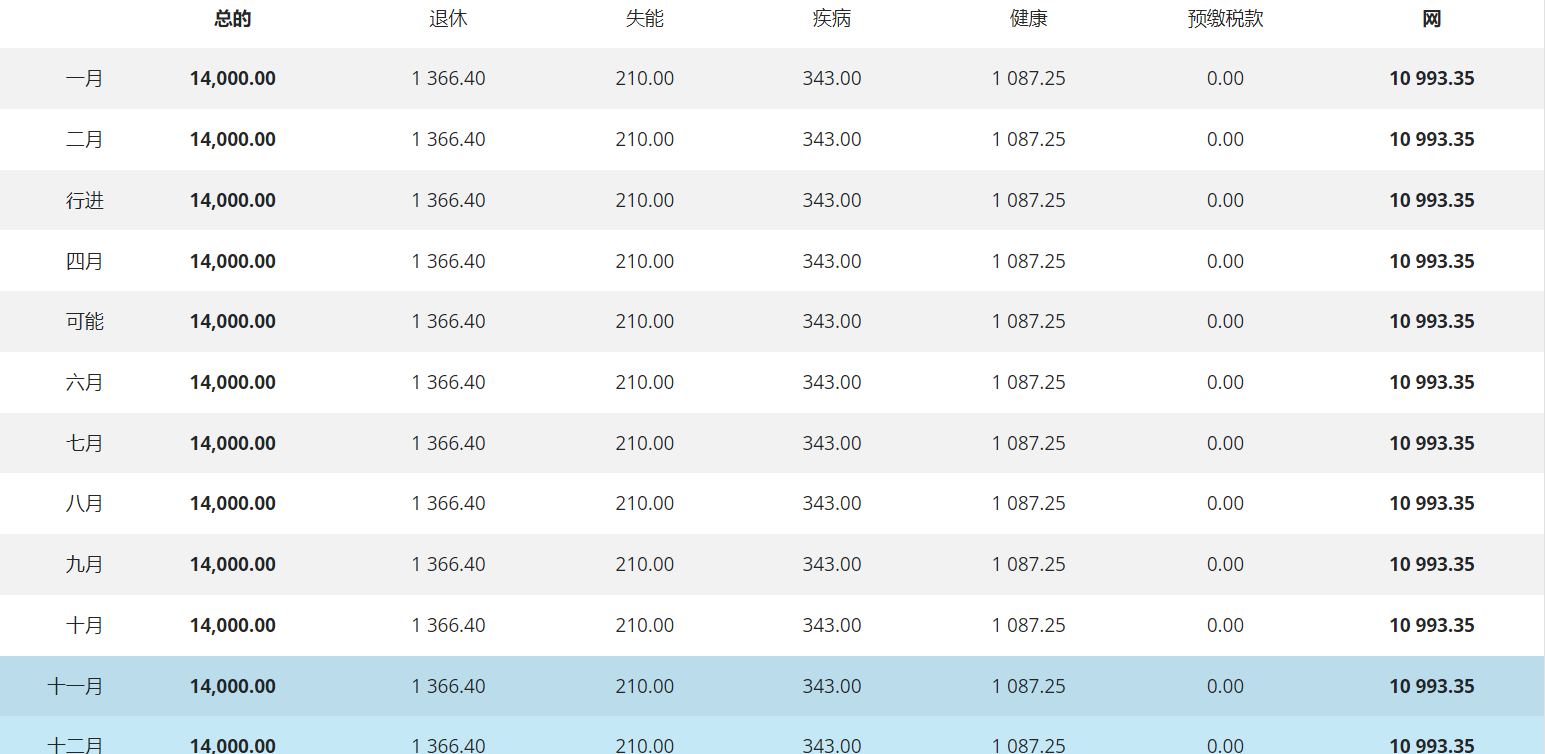 总的 退休 失能 疾病 健康 预缴税款 网
一月 14,000.00 1 366.40 210.00 343.00 1 087.25 0.00 10 993.35
二月 14,000.00 1 366.40 210.00 343.00 1 087.25 0.00 10 993.35
行进 14,000.00 1 366.40 210.00 343.00 1 087.25 0.00 10 993.35
四月 14,000.00 1 366.40 210.00 343.00 1 087.25 0.00 10 993.35
可能 14,000.00 1 366.40 210.00 343.00 1 087.25 0.00 10 993.35
六月 14,000.00 1 366.40 210.00 343.00 1 087.25 0.00 10 993.35
七月 14,000.00 1 366.40 210.00 343.00 1 087.25 0.00 10 993.35
八月 14,000.00 1 366.40 210.00 343.00 1 087.25 0.00 10 993.35
九月 14,000.00 1 366.40 210.00 343.00 1 087.25 0.00 10 993.35
十月 14,000.00 1 366.40 210.00 343.00 1 087.25 0.00 10 993.35
十一月 14,000.00 1 366.40 210.00 343.00 1 087.25 0.00 10 993.35
十二月 14,000.00 1 366.40 210.00 343.00 1 087.25 0.00 10 993.35